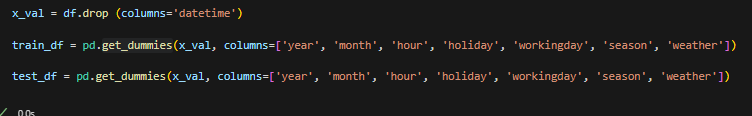 x_val = df.drop (columns='datetime')
train_df = pd.get_dummies(x_val, columns=['year', 'month', 'hour', 'holiday', 'workingday', 'season', 'weather'])
test_df = pd.get_dummies(x_val, columns=['year', 'month', 'hour', 'holiday', 'workingday', 'season', 'weather'])
0.0s